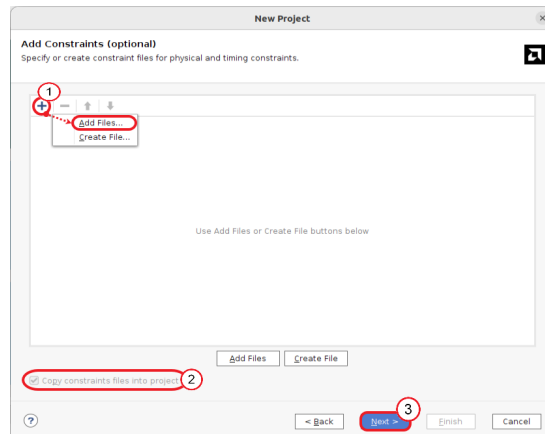 New Project
Add Constraints (optional)
Specify or create constraint files for physical and timing constraints.
1
Add Files...
Create File...
Use Add Files or Create File buttons below
Add Files
Create File
Copy constraints files into project
2
3
?
< Back
Next >
Finish
Cancel